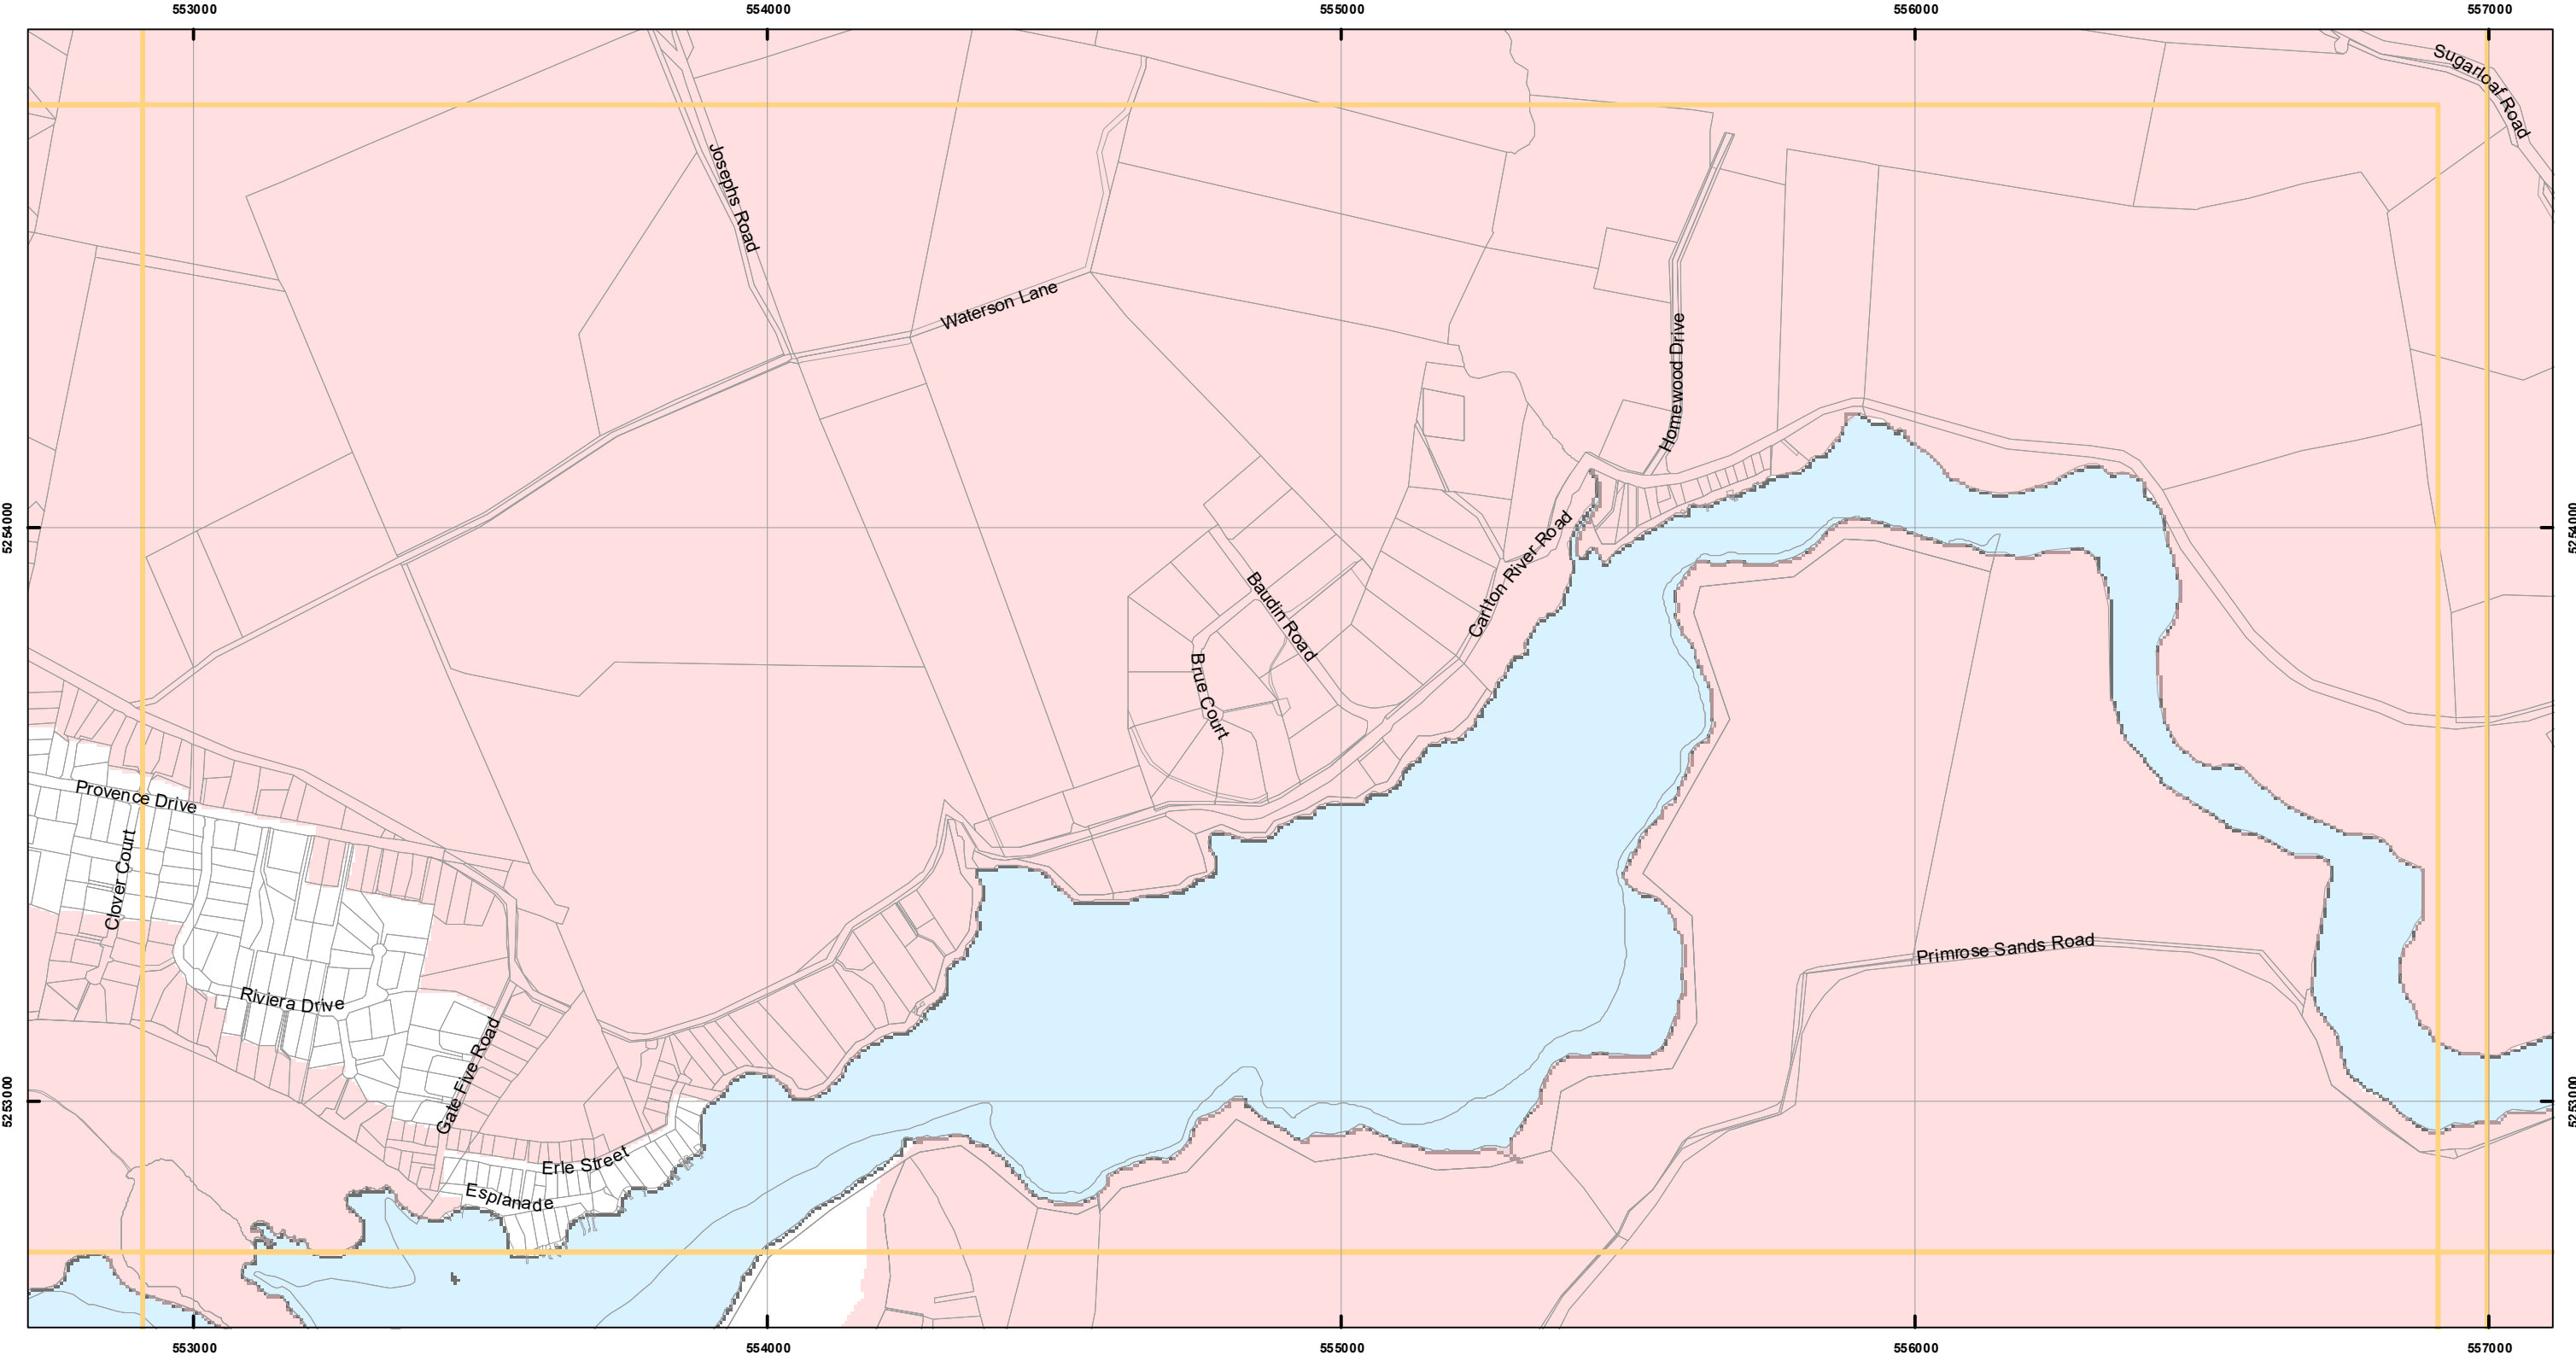 553000
554000
555000
556000
557000
Sugarloaf Road
Josephs Road
Waterson Lane
Homewood Drive
5254000
5254000
Carlton River Road
Baudin Road
Brue Court
Provence Drive
Clover Court
Primrose Sands Road
Riviera Drive
Gate Five Road
5253000
5253000
Erle Street
Esplanade
553000
554000
555000
556000
557000